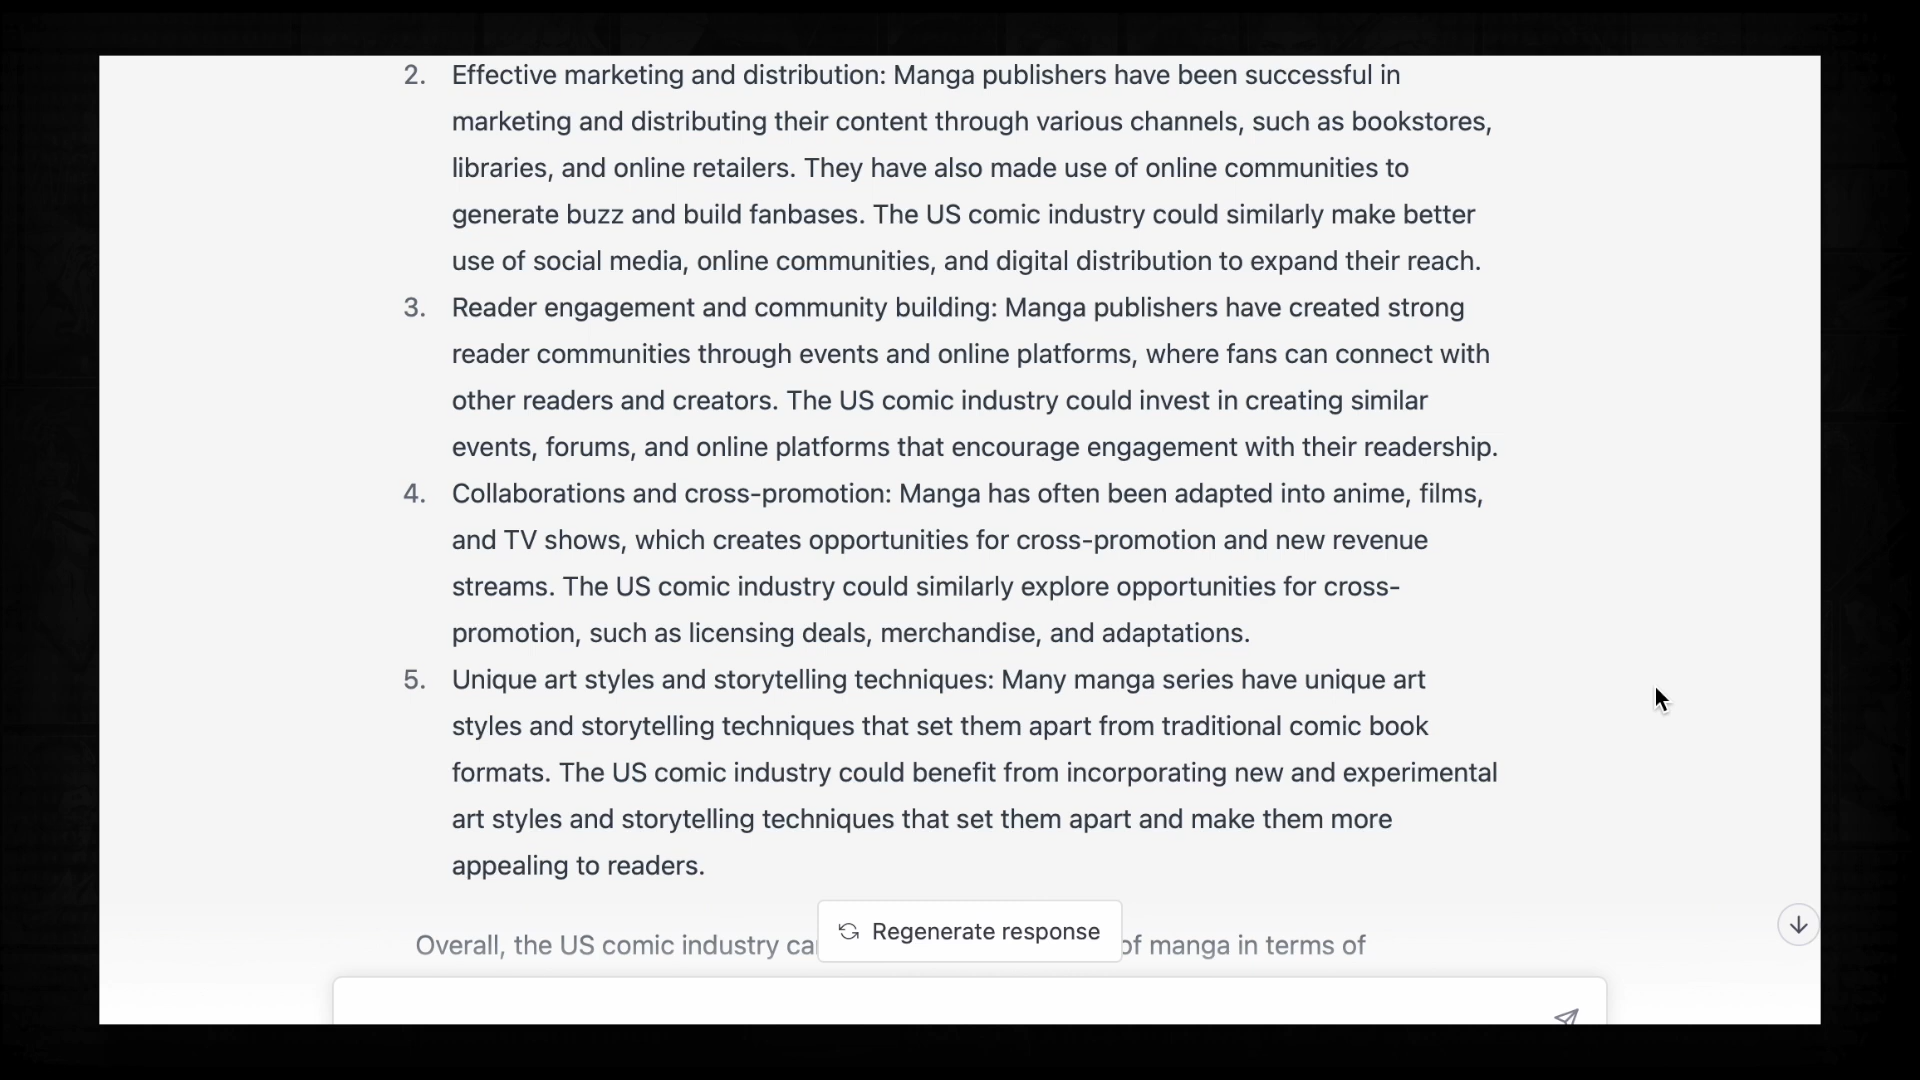 2. Effective marketing and distribution: Manga publishers have been successful in
marketing and distributing their content through various channels, such as bookstores,
libraries, and online retailers. They have also made use of online communities to
generate buzz and build fanbases. The US comic industry could similarly make better
use of social media, online communities, and digital distribution to expand their reach.
3. Reader engagement and community building: Manga publishers have created strong
reader communities through events and online platforms, where fans can connect with
other readers and creators. The US comic industry could invest in creating similar
events, forums, and online platforms that encourage engagement with their readership.
4. Collaborations and cross-promotion: Manga has often been adapted into anime, films,
and TV shows, which creates opportunities for cross-promotion and new revenue
streams. The US comic industry could similarly explore opportunities for cross-
promotion, such as licensing deals, merchandise, and adaptations.
5. Unique art styles and storytelling techniques: Many manga series have unique art
styles and storytelling techniques that set them apart from traditional comic book
formats. The US comic industry could benefit from incorporating new and experimental
art styles and storytelling techniques that set them apart and make them more
appealing to readers.
Regenerate response
Overall, the US comic industry of manga in terms of